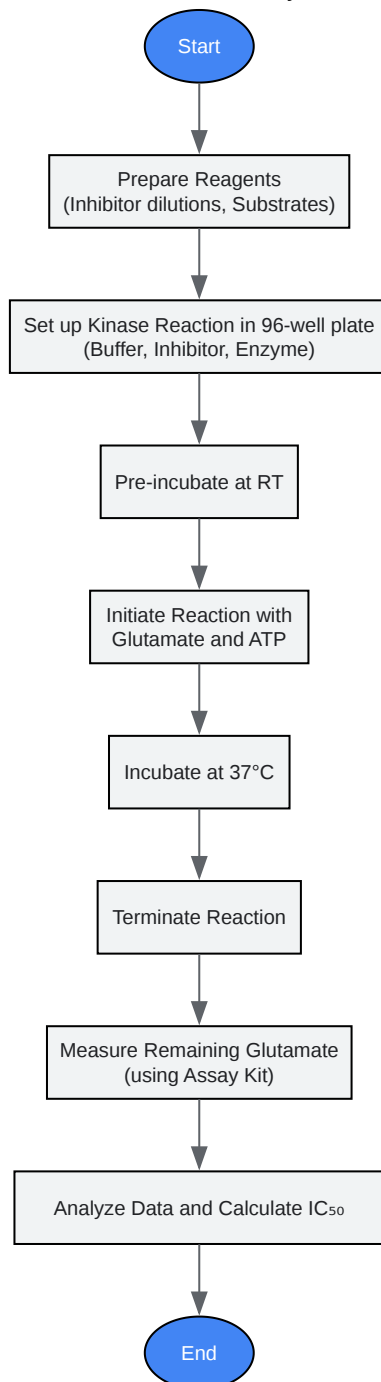 Start
Prepare Reagents
(Inhibitor dilutions, Substrates)
Set up Kinase Reaction in 96-well plate
(Buffer, Inhibitor, Enzyme)
Pre-incubate at RT
Initiate Reaction with
Glutamate and ATP
Incubate at 37°C
Terminate Reaction
Measure Remaining Glutamate
(using Assay Kit)
Analyze Data and Calculate IC₅₀
End